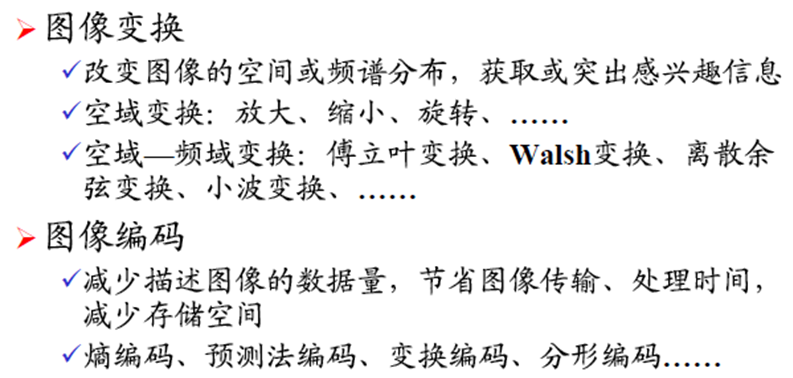 图像变换
改变图像的空间或频谱分布，获取或突出感兴趣信息
空域变换：放大、缩小、旋转、……
空域—频域变换：傅立叶变换、Walsh变换、离散余
弦变换、小波变换、……
图像编码
减少描述图像的数据量，节省图像传输、处理时间，
减少存储空间
熵编码、预测法编码、变换编码、分形编码……